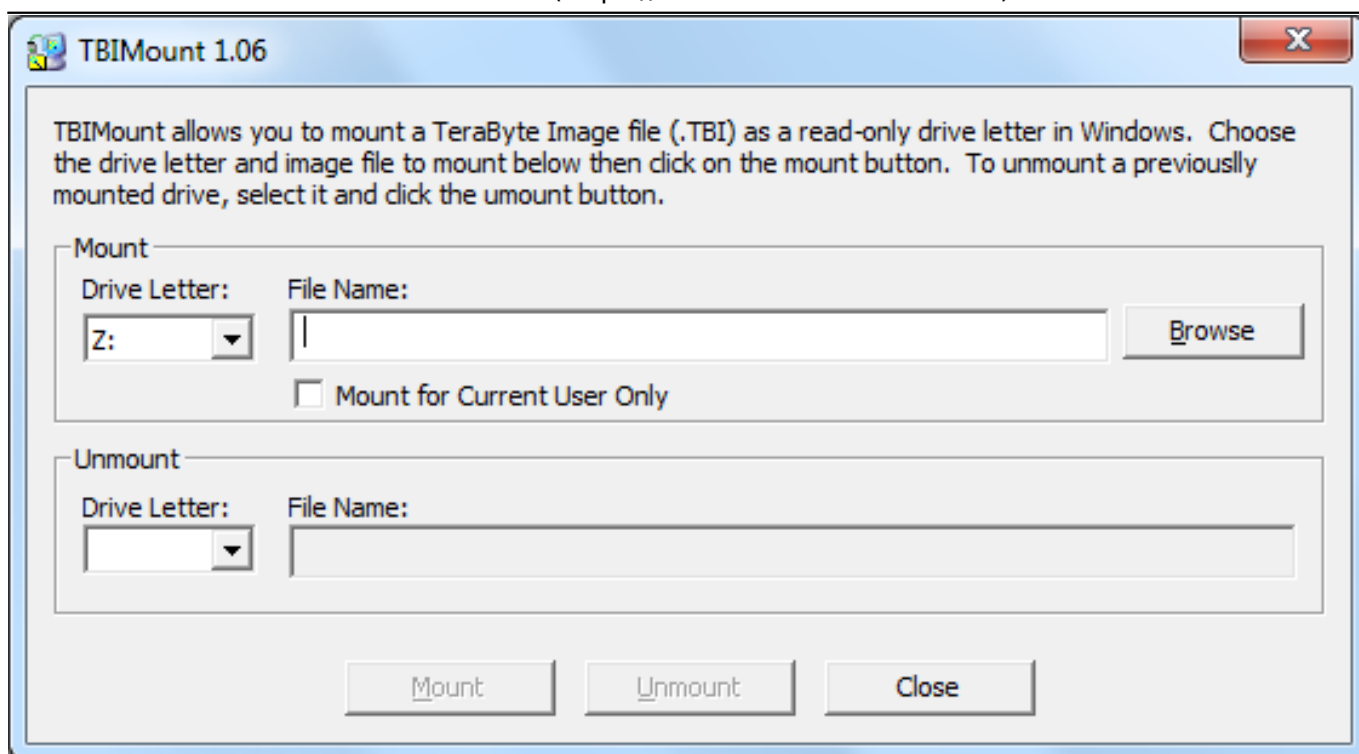 TBIMount 1.06
TBIMount allows you to mount a TeraByte Image file (.TBI) as a read-only drive letter in Windows. Choose
the drive letter and image file to mount below then click on the mount button. To unmount a previouslly
mounted drive, select it and click the umount button.
Mount
Drive Letter: File Name:
Z: Browse
Mount for Current User Only
Unmount
Drive Letter: File Name:
Mount Unmount Close